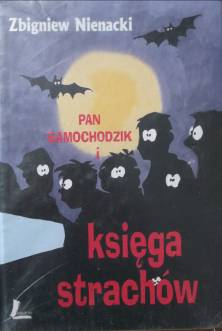 Zbigniew Nienacki
PAN
SAMOCHODZIK
i
księga
strachów